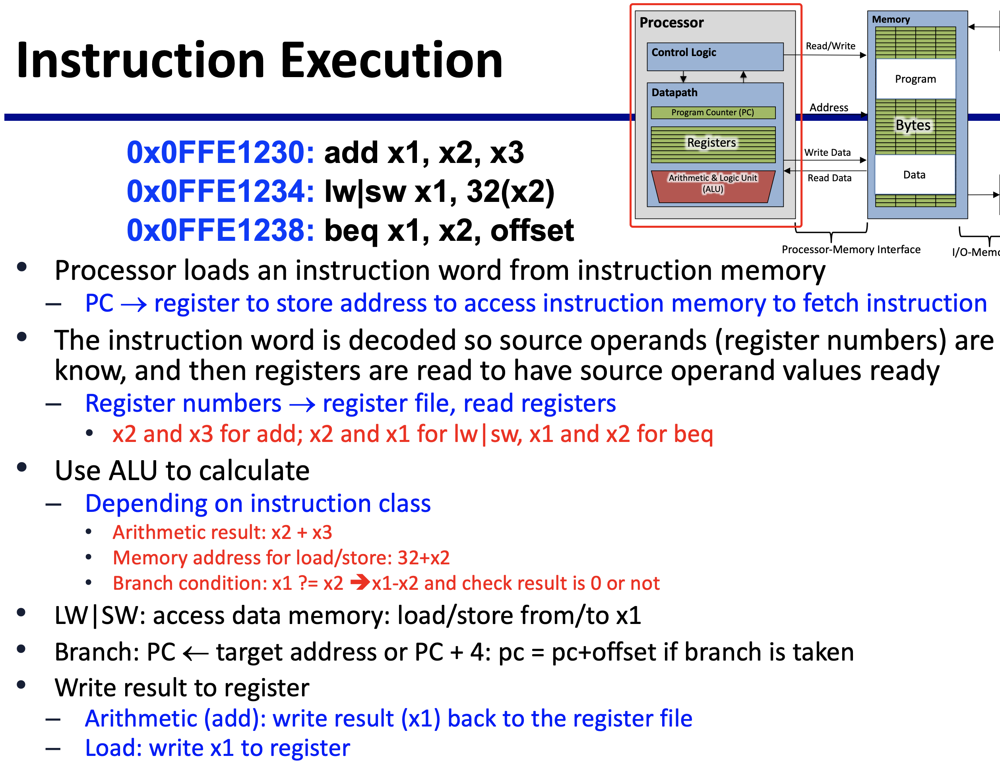 Instruction Execution
Processor
Control Logic
Datapath
Program Counter (PC)
Registers
Arithmetic & Logic Unit
(ALU)
Read/Write
Address
Write Data
Read Data
Memory
Program
Bytes
Data
Processor-Memory Interface
I/O-Memo
0x0FFE1230: add x1, x2, x3
0x0FFE1234: lw|sw x1, 32(x2)
0x0FFE1238: beq x1, x2, offset
• Processor loads an instruction word from instruction memory
– PC → register to store address to access instruction memory to fetch instruction
• The instruction word is decoded so source operands (register numbers) are
know, and then registers are read to have source operand values ready
– Register numbers → register file, read registers
• x2 and x3 for add; x2 and x1 for lw|sw, x1 and x2 for beq
• Use ALU to calculate
– Depending on instruction class
• Arithmetic result: x2 + x3
• Memory address for load/store: 32+x2
• Branch condition: x1 ?= x2 ➔x1-x2 and check result is 0 or not
• LW|SW: access data memory: load/store from/to x1
• Branch: PC ← target address or PC + 4: pc = pc+offset if branch is taken
• Write result to register
– Arithmetic (add): write result (x1) back to the register file
– Load: write x1 to register